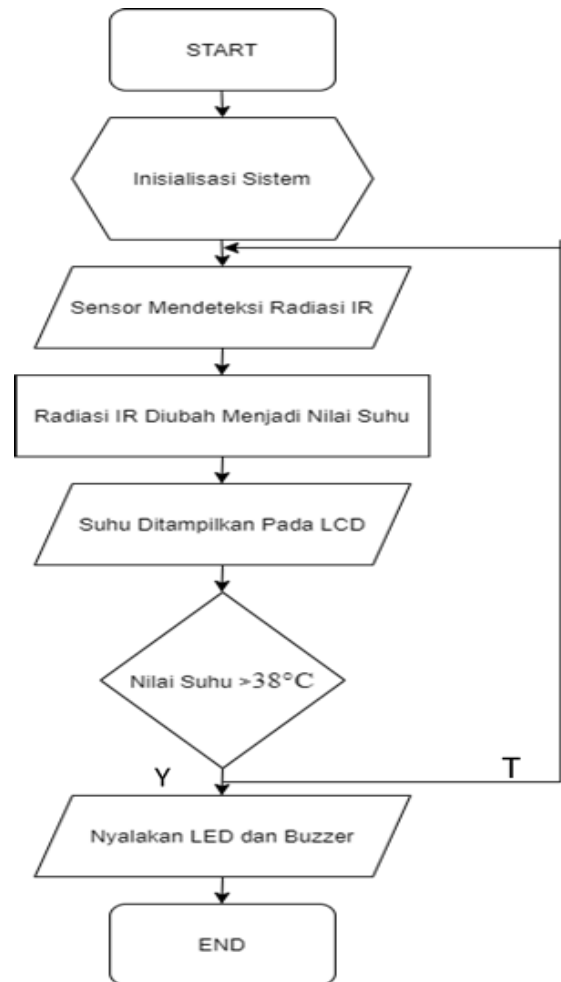 START
Inisialisasi Sistem
Sensor Mendeteksi Radiasi IR
Radiasi IR Diubah Menjadi Nilai Suhu
Suhu Ditampilkan Pada LCD
Nilai Suhu >38°C
Y
T
Nyalakan LED dan Buzzer
END